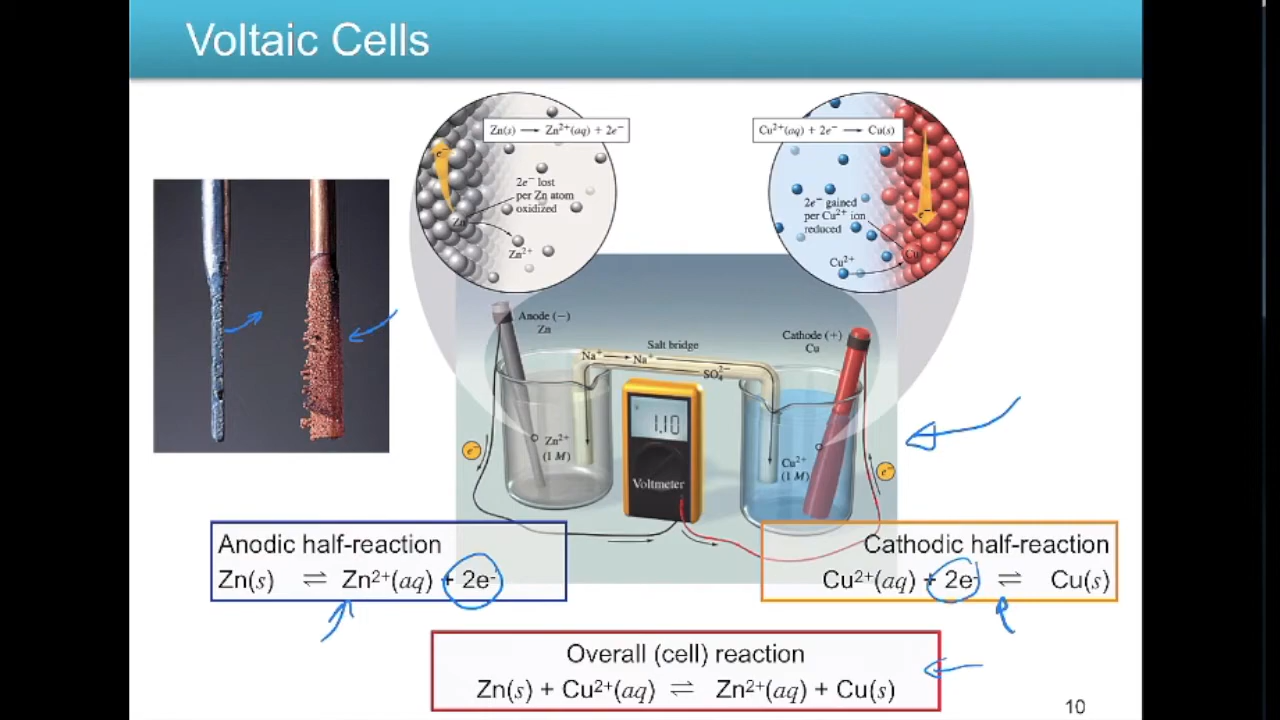 Voltaic Cells
Zn(s) → Zn²⁺(aq) + 2e⁻
e⁻
2e⁻ lost
per Zn atom
oxidized
Zn
Zn²⁺
Cu²⁺(aq) + 2e⁻ → Cu(s)
2e⁻ gained
per Cu²⁺ ion
reduced
e⁻
Cu²⁺
Cu
Anode (−)
Zn
Salt bridge
Na⁺ → Na⁺
SO₄²⁻
Cathode (+)
Cu
1.10
Voltmeter
Zn²⁺
(1 M)
Cu²⁺
(1 M)
e⁻
e⁻
Anodic half-reaction
Zn(s) ⇌ Zn²⁺(aq) + 2e⁻
Cathodic half-reaction
Cu²⁺(aq) + 2e⁻ ⇌ Cu(s)
Overall (cell) reaction
Zn(s) + Cu²⁺(aq) ⇌ Zn²⁺(aq) + Cu(s)
10